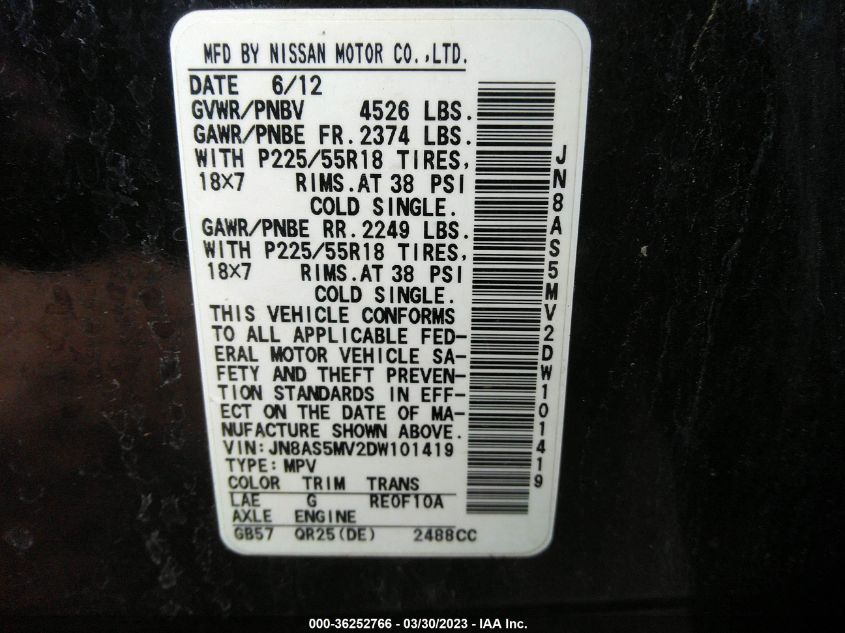 MFD BY NISSAN MOTOR CO.,LTD.
DATE 6/12
GVWR/PNBV 4526 LBS.
GAWR/PNBE FR.2374 LBS.
WITH P225/55R18 TIRES,
18X7 RIMS.AT 38 PSI
COLD SINGLE.
GAWR/PNBE RR.2249 LBS.
WITH P225/55R18 TIRES,
18X7 RIMS.AT 38 PSI
COLD SINGLE.
THIS VEHICLE CONFORMS
TO ALL APPLICABLE FED-
ERAL MOTOR VEHICLE SA-
FETY AND THEFT PREVEN-
TION STANDARDS IN EFF-
ECT ON THE DATE OF MA-
NUFACTURE SHOWN ABOVE.
VIN:JN8AS5MV2DW101419
TYPE:MPV
COLOR TRIM TRANS
LAE G RE0F10A
AXLE ENGINE
GB57 QR25(DE) 2488CC
JN8AS5MV2DW101419
000-36252766 - 03/30/2023 - IAA Inc.